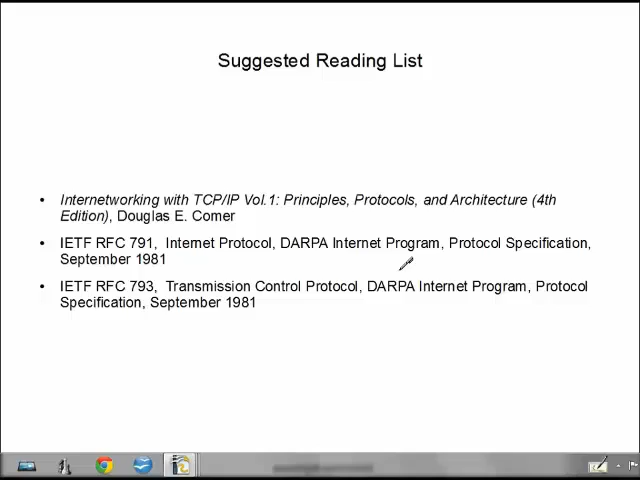 Suggested Reading List
• Internetworking with TCP/IP Vol.1: Principles, Protocols, and Architecture (4th
Edition), Douglas E. Comer
• IETF RFC 791,  Internet Protocol, DARPA Internet Program, Protocol Specification,
September 1981
• IETF RFC 793,  Transmission Control Protocol, DARPA Internet Program, Protocol
Specification, September 1981